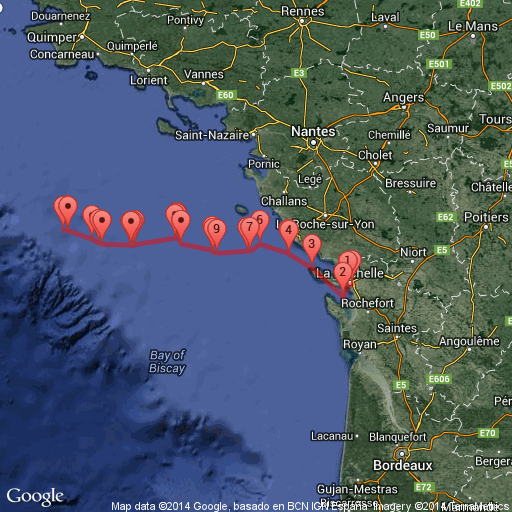 Douarnenez
Pontivy
Rennes
Laval
E402
Quimper
E50
Le Mans
Concarneau
Quimperlé
E501
E502
Lorient
Vannes
E3
E60
Angers
Saint-Nazaire
Nantes
Chemillé
Saumur
Tours
Pornic
Cholet
Legé
Bressuire
Challans
Châtelle
E62
6
La Roche-sur-Yon
Poitiers
9
7
4
3
Niort
E5
1
2
La Rochelle
Rochefort
Saintes
Royan
Angoulême
Bay of
Biscay
E5
E606
Lacanau
Blanquefort
E70
Bergera
Bordeaux
Gujan-Mestras
E72
Google
Map data ©2014 Google, basado en BCN IGN España, Imagery ©2014 TerraMetrics